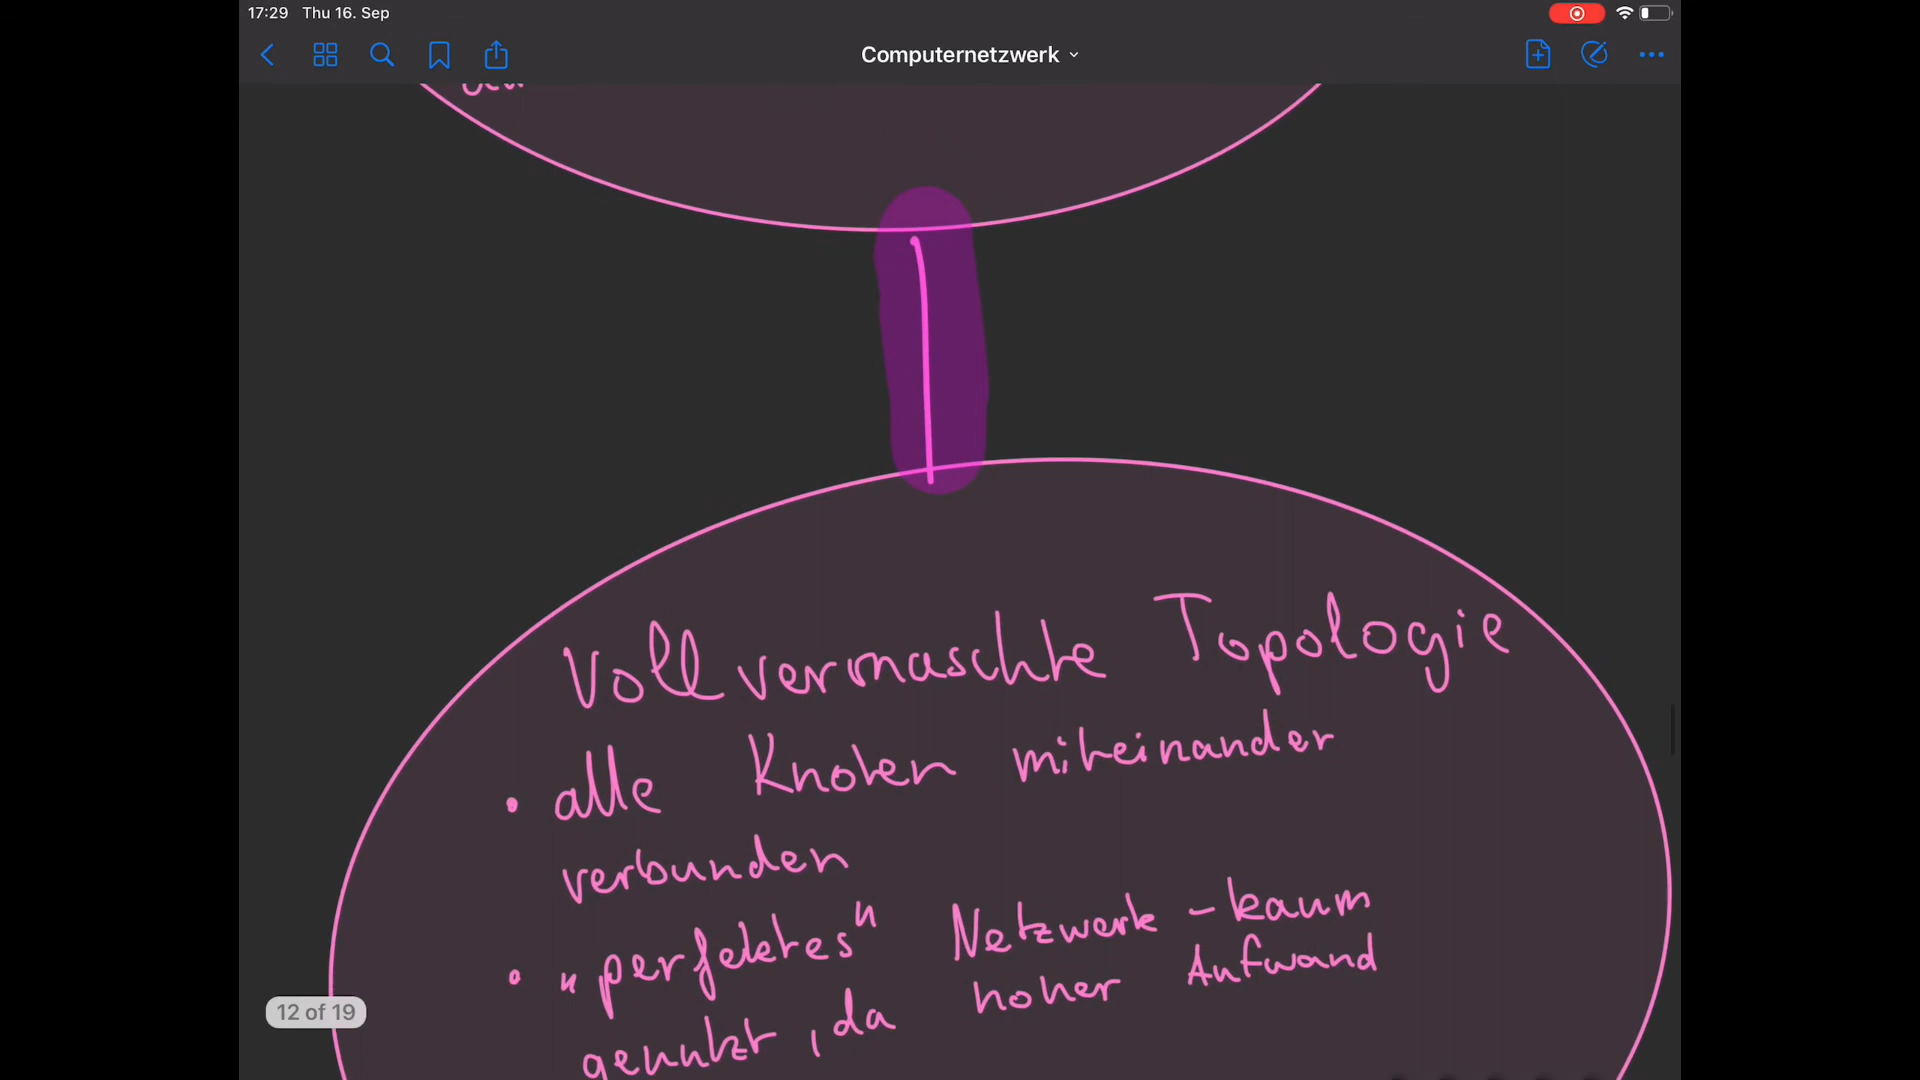 17:29 Thu 16. Sep
Computernetzwerk
Vollvermaschte Topologie
• alle Knoten miteinander
verbunden
• "perfektes" Netzwerk - kaum
genutzt, da hoher Aufwand
12 of 19